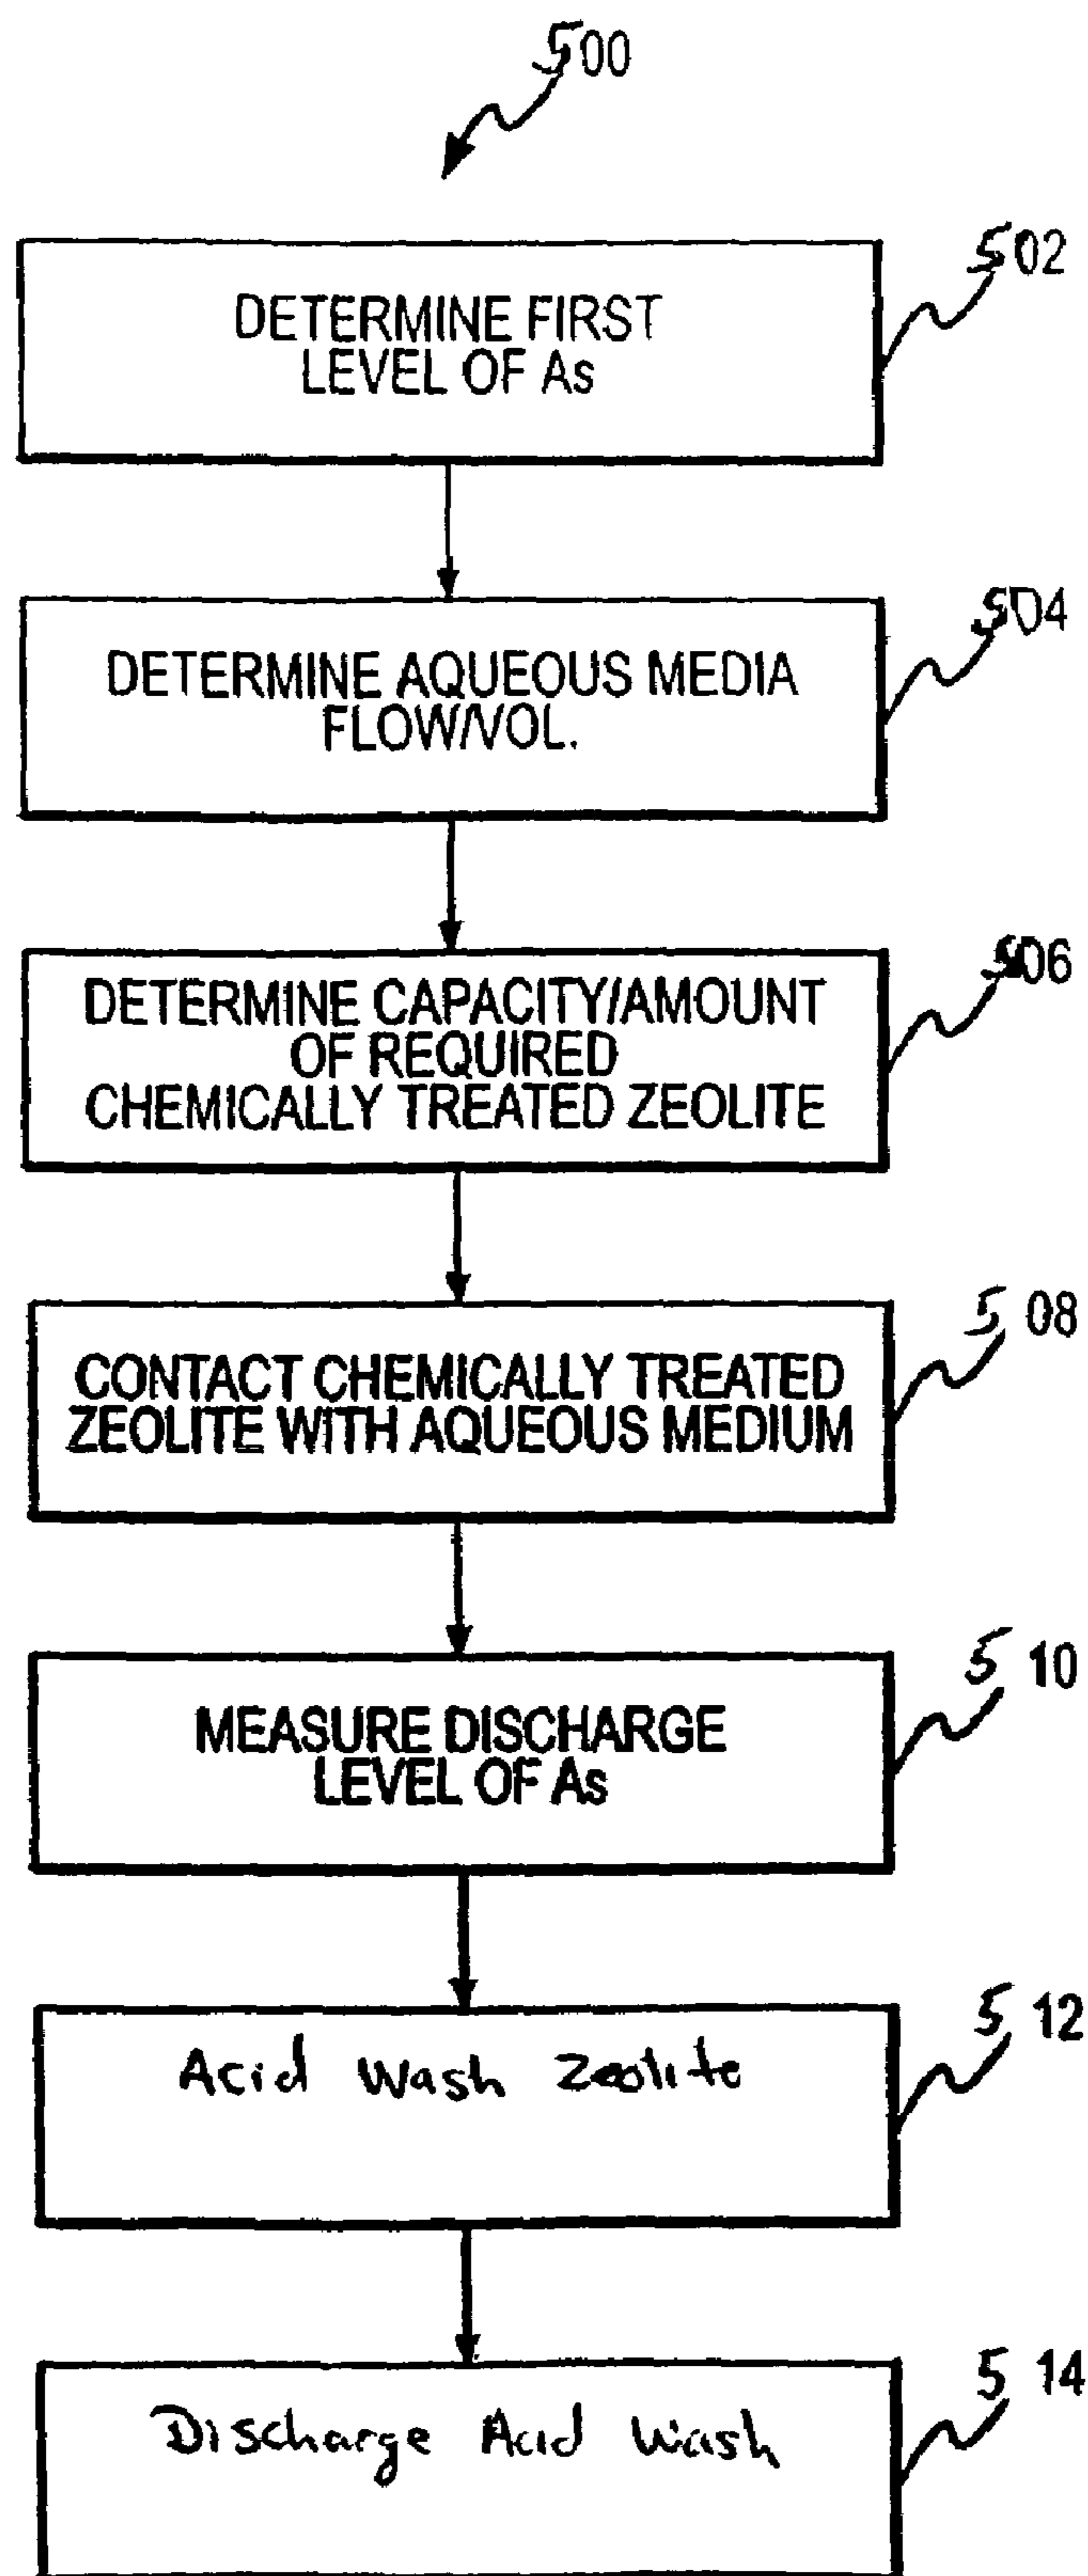 500
502
DETERMINE FIRST
LEVEL OF As
504
DETERMINE AQUEOUS MEDIA
FLOW/VOL.
506
DETERMINE CAPACITY/AMOUNT
OF REQUIRED
CHEMICALLY TREATED ZEOLITE
508
CONTACT CHEMICALLY TREATED
ZEOLITE WITH AQUEOUS MEDIUM
510
MEASURE DISCHARGE
LEVEL OF As
512
Acid Wash Zeolite
514
Discharge Acid Wash